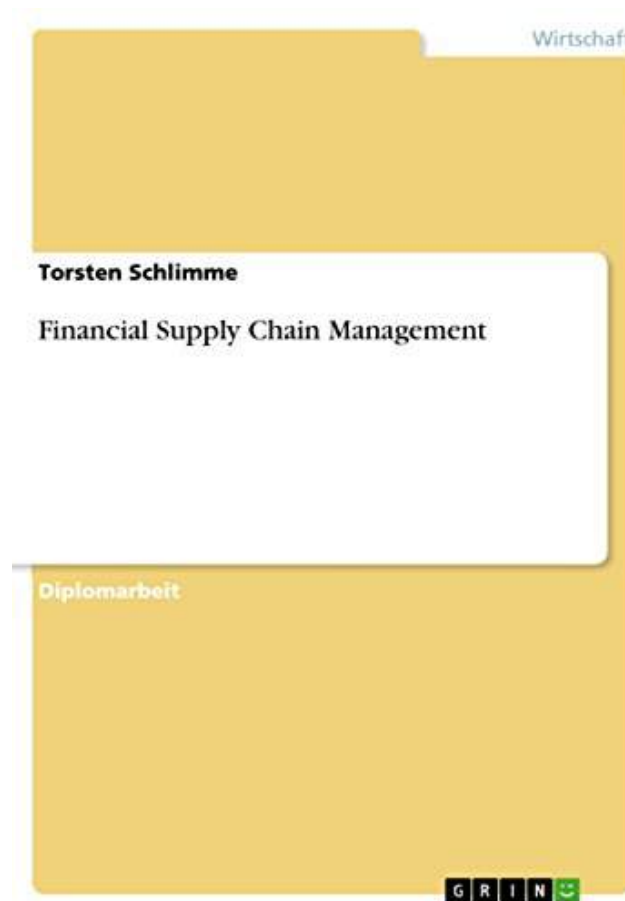 Wirtschaf
Torsten Schlimme
Financial Supply Chain Management
Diplomarbeit
GRIN